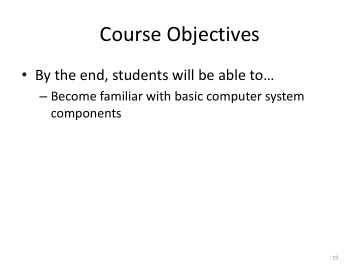 Course Objectives
• By the end, students will be able to…
– Become familiar with basic computer system
components
19